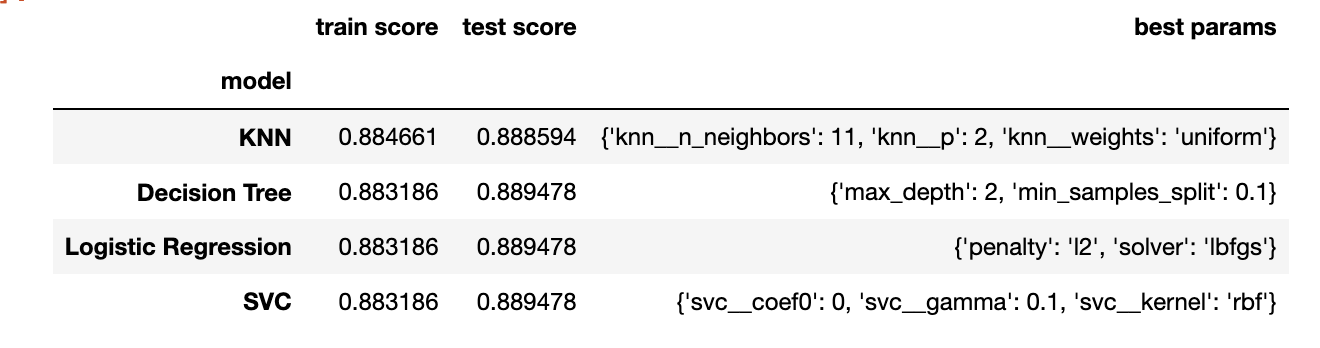 train score test score best params
model
KNN 0.884661 0.888594 {'knn__n_neighbors': 11, 'knn__p': 2, 'knn__weights': 'uniform'}
Decision Tree 0.883186 0.889478 {'max_depth': 2, 'min_samples_split': 0.1}
Logistic Regression 0.883186 0.889478 {'penalty': 'l2', 'solver': 'lbfgs'}
SVC 0.883186 0.889478 {'svc__coef0': 0, 'svc__gamma': 0.1, 'svc__kernel': 'rbf'}